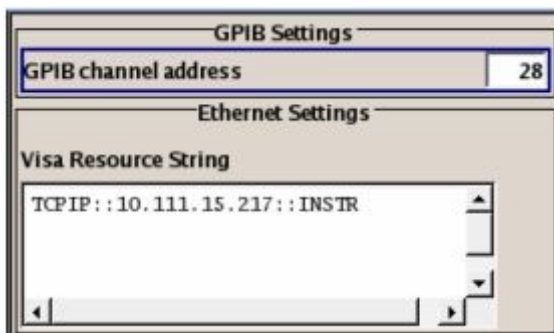 GPIB Settings
GPIB channel address 28
Ethernet Settings
Visa Resource String
TCPIP::10.111.15.217::INSTR